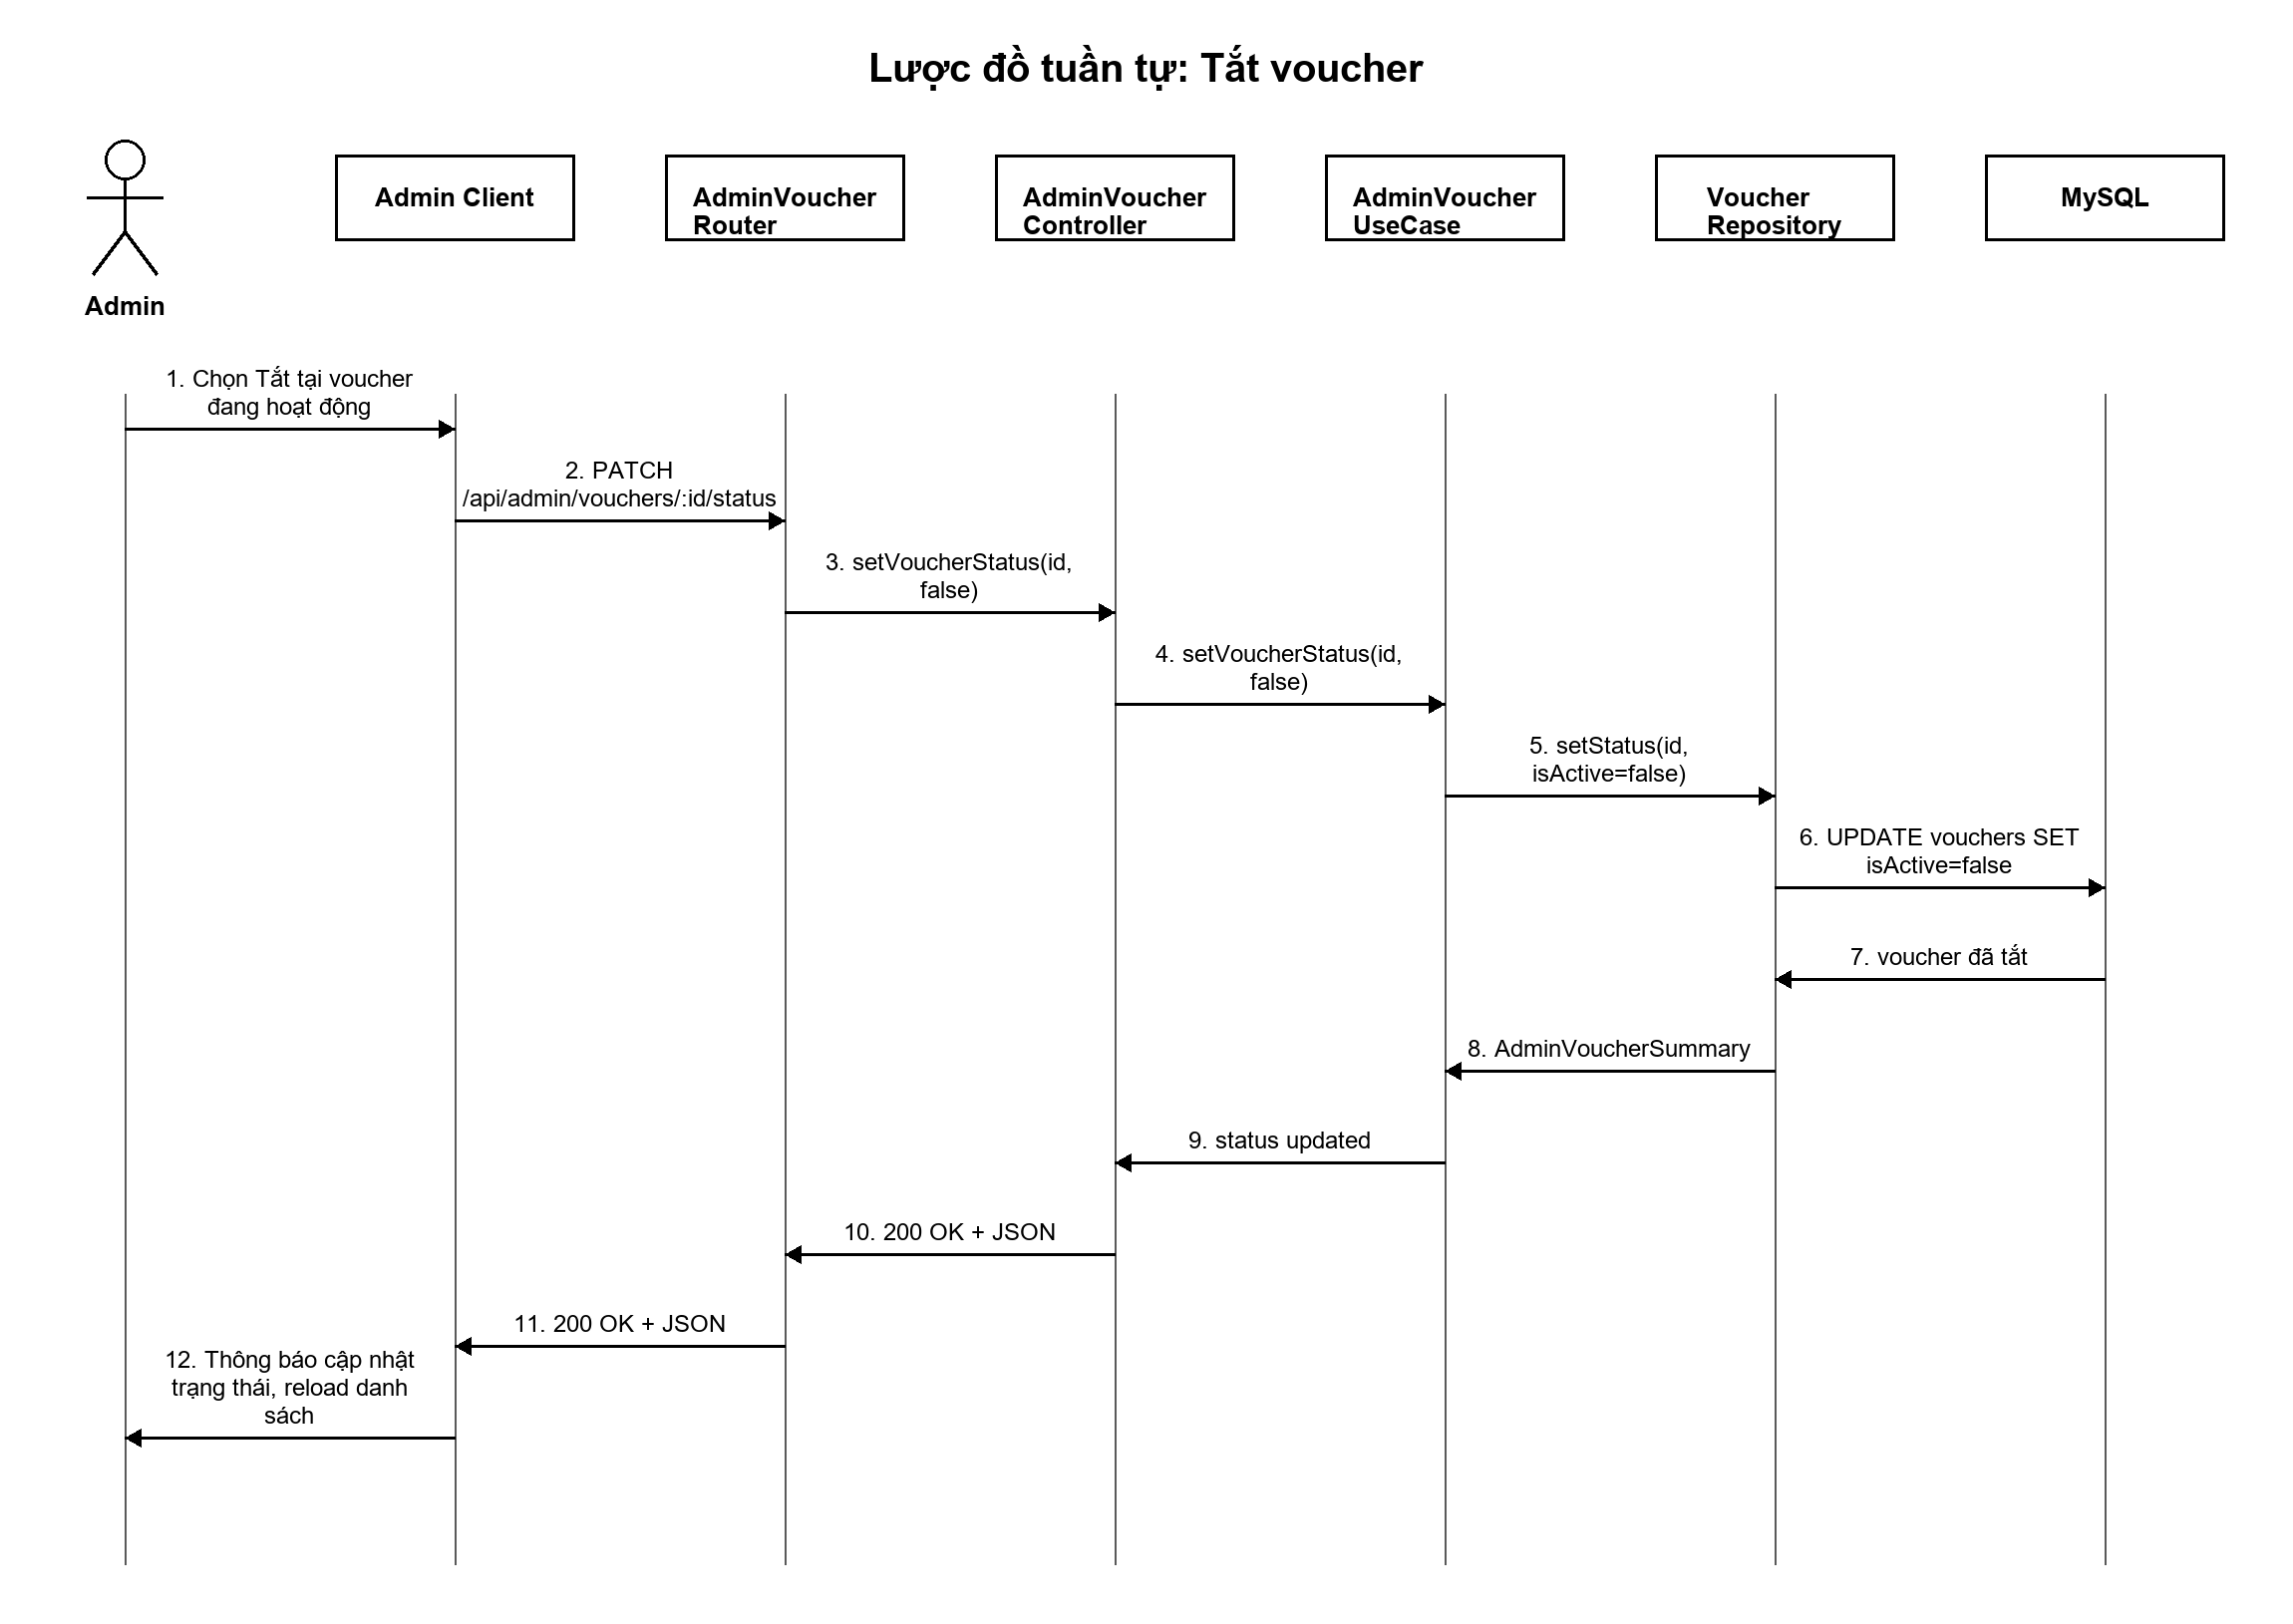 Lược đồ tuần tự: Tắt voucher
Admin
Admin Client
AdminVoucher
Router
AdminVoucher
Controller
AdminVoucher
UseCase
Voucher
Repository
MySQL
1. Chọn Tắt tại voucher
đang hoạt động
2. PATCH
/api/admin/vouchers/:id/status
3. setVoucherStatus(id,
false)
4. setVoucherStatus(id,
false)
5. setStatus(id,
isActive=false)
6. UPDATE vouchers SET
isActive=false
7. voucher đã tắt
8. AdminVoucherSummary
9. status updated
10. 200 OK + JSON
11. 200 OK + JSON
12. Thông báo cập nhật
trạng thái, reload danh
sách